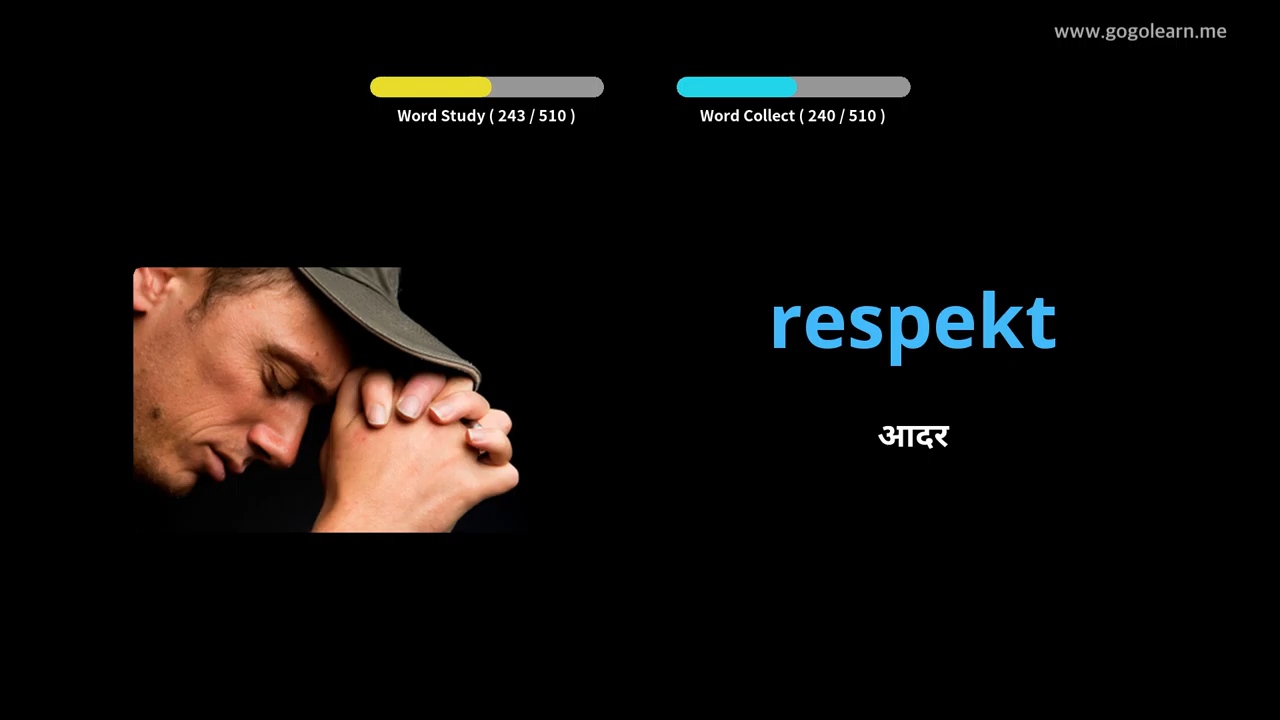 www.gogolearn.me
Word Study ( 243 / 510 )
Word Collect ( 240 / 510 )
respekt
आदर